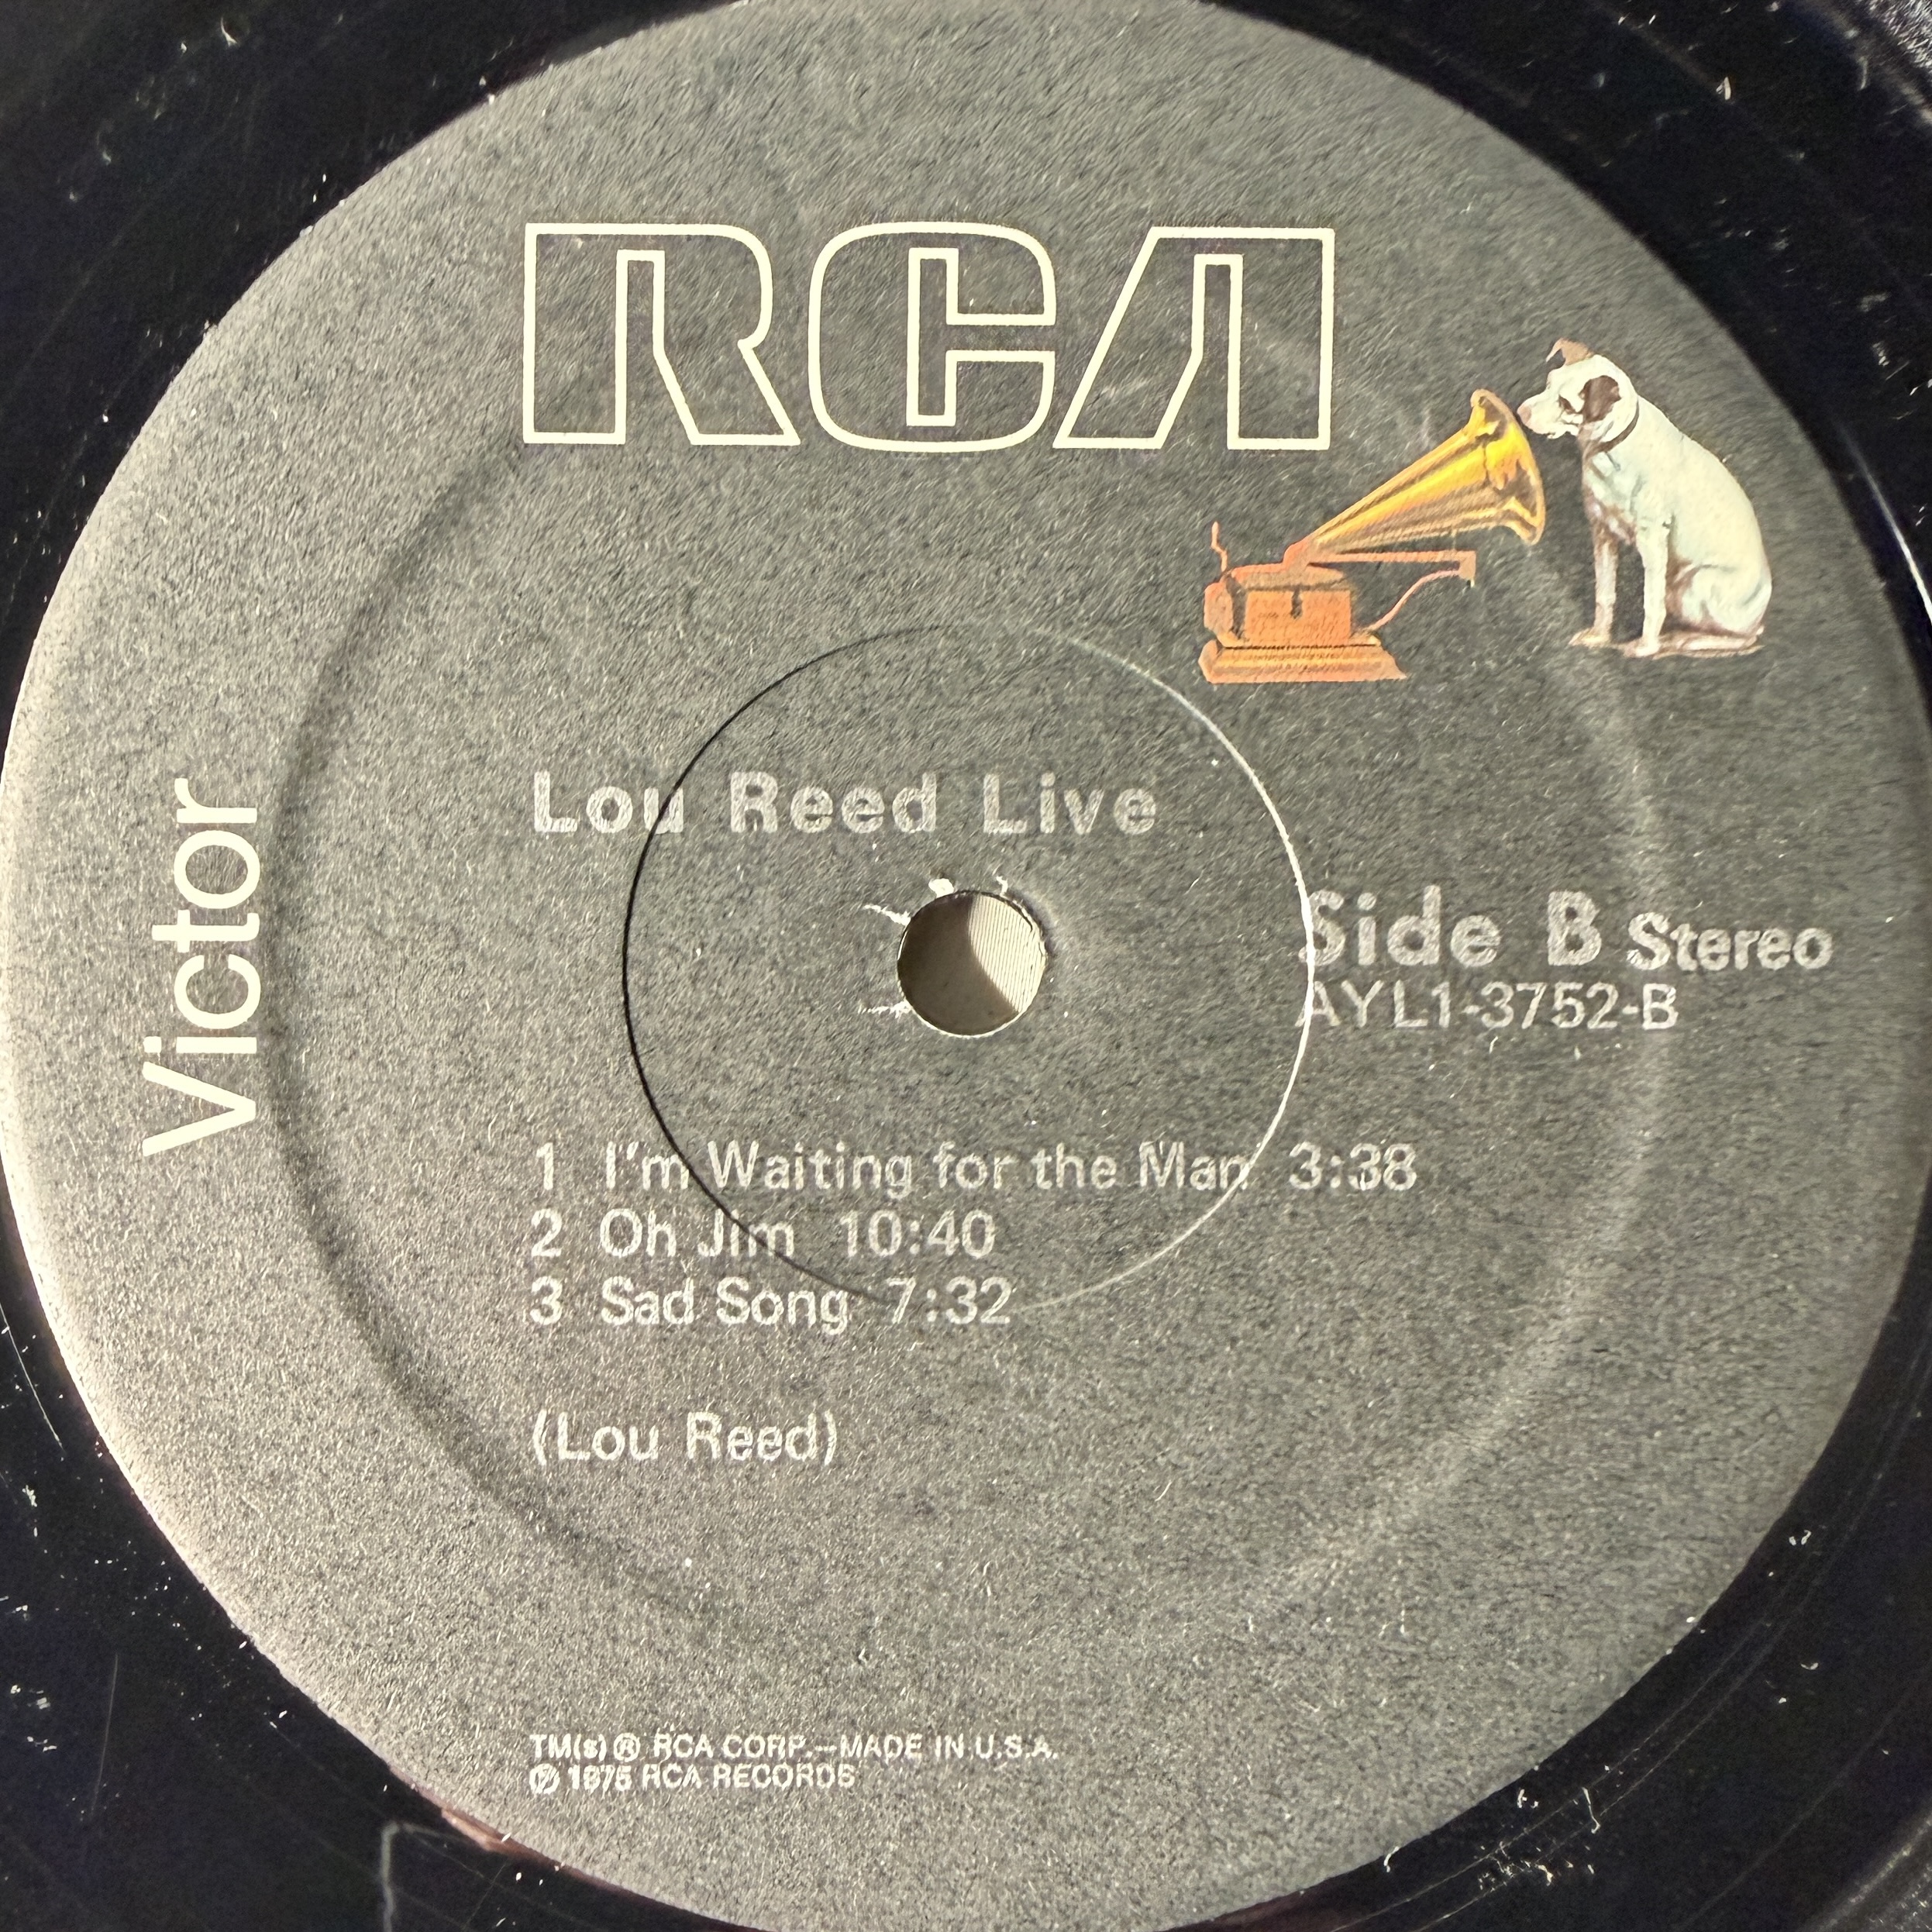 RCA
Victor
Lou Reed Live
Side B Stereo
AYL1-3752-B
1 I'm Waiting for the Man 3:38
2 Oh Jim 10:40
3 Sad Song 7:32
(Lou Reed)
TM(s) ® RCA CORP.—MADE IN U.S.A.
℗ 1975 RCA RECORDS